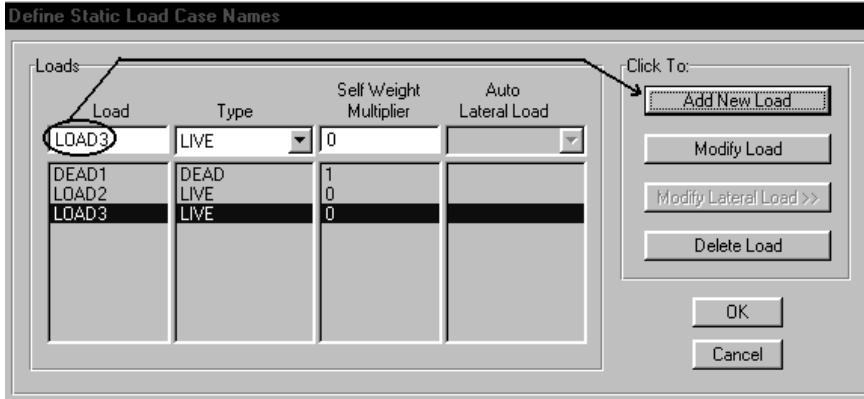 Define Static Load Case Names
Loads
Click To:
Load Type Self Weight Multiplier Auto Lateral Load
LOAD3 LIVE 0
DEAD1 DEAD 1
LOAD2 LIVE 0
LOAD3 LIVE 0
Add New Load
Modify Load
Modify Lateral Load >>
Delete Load
OK
Cancel